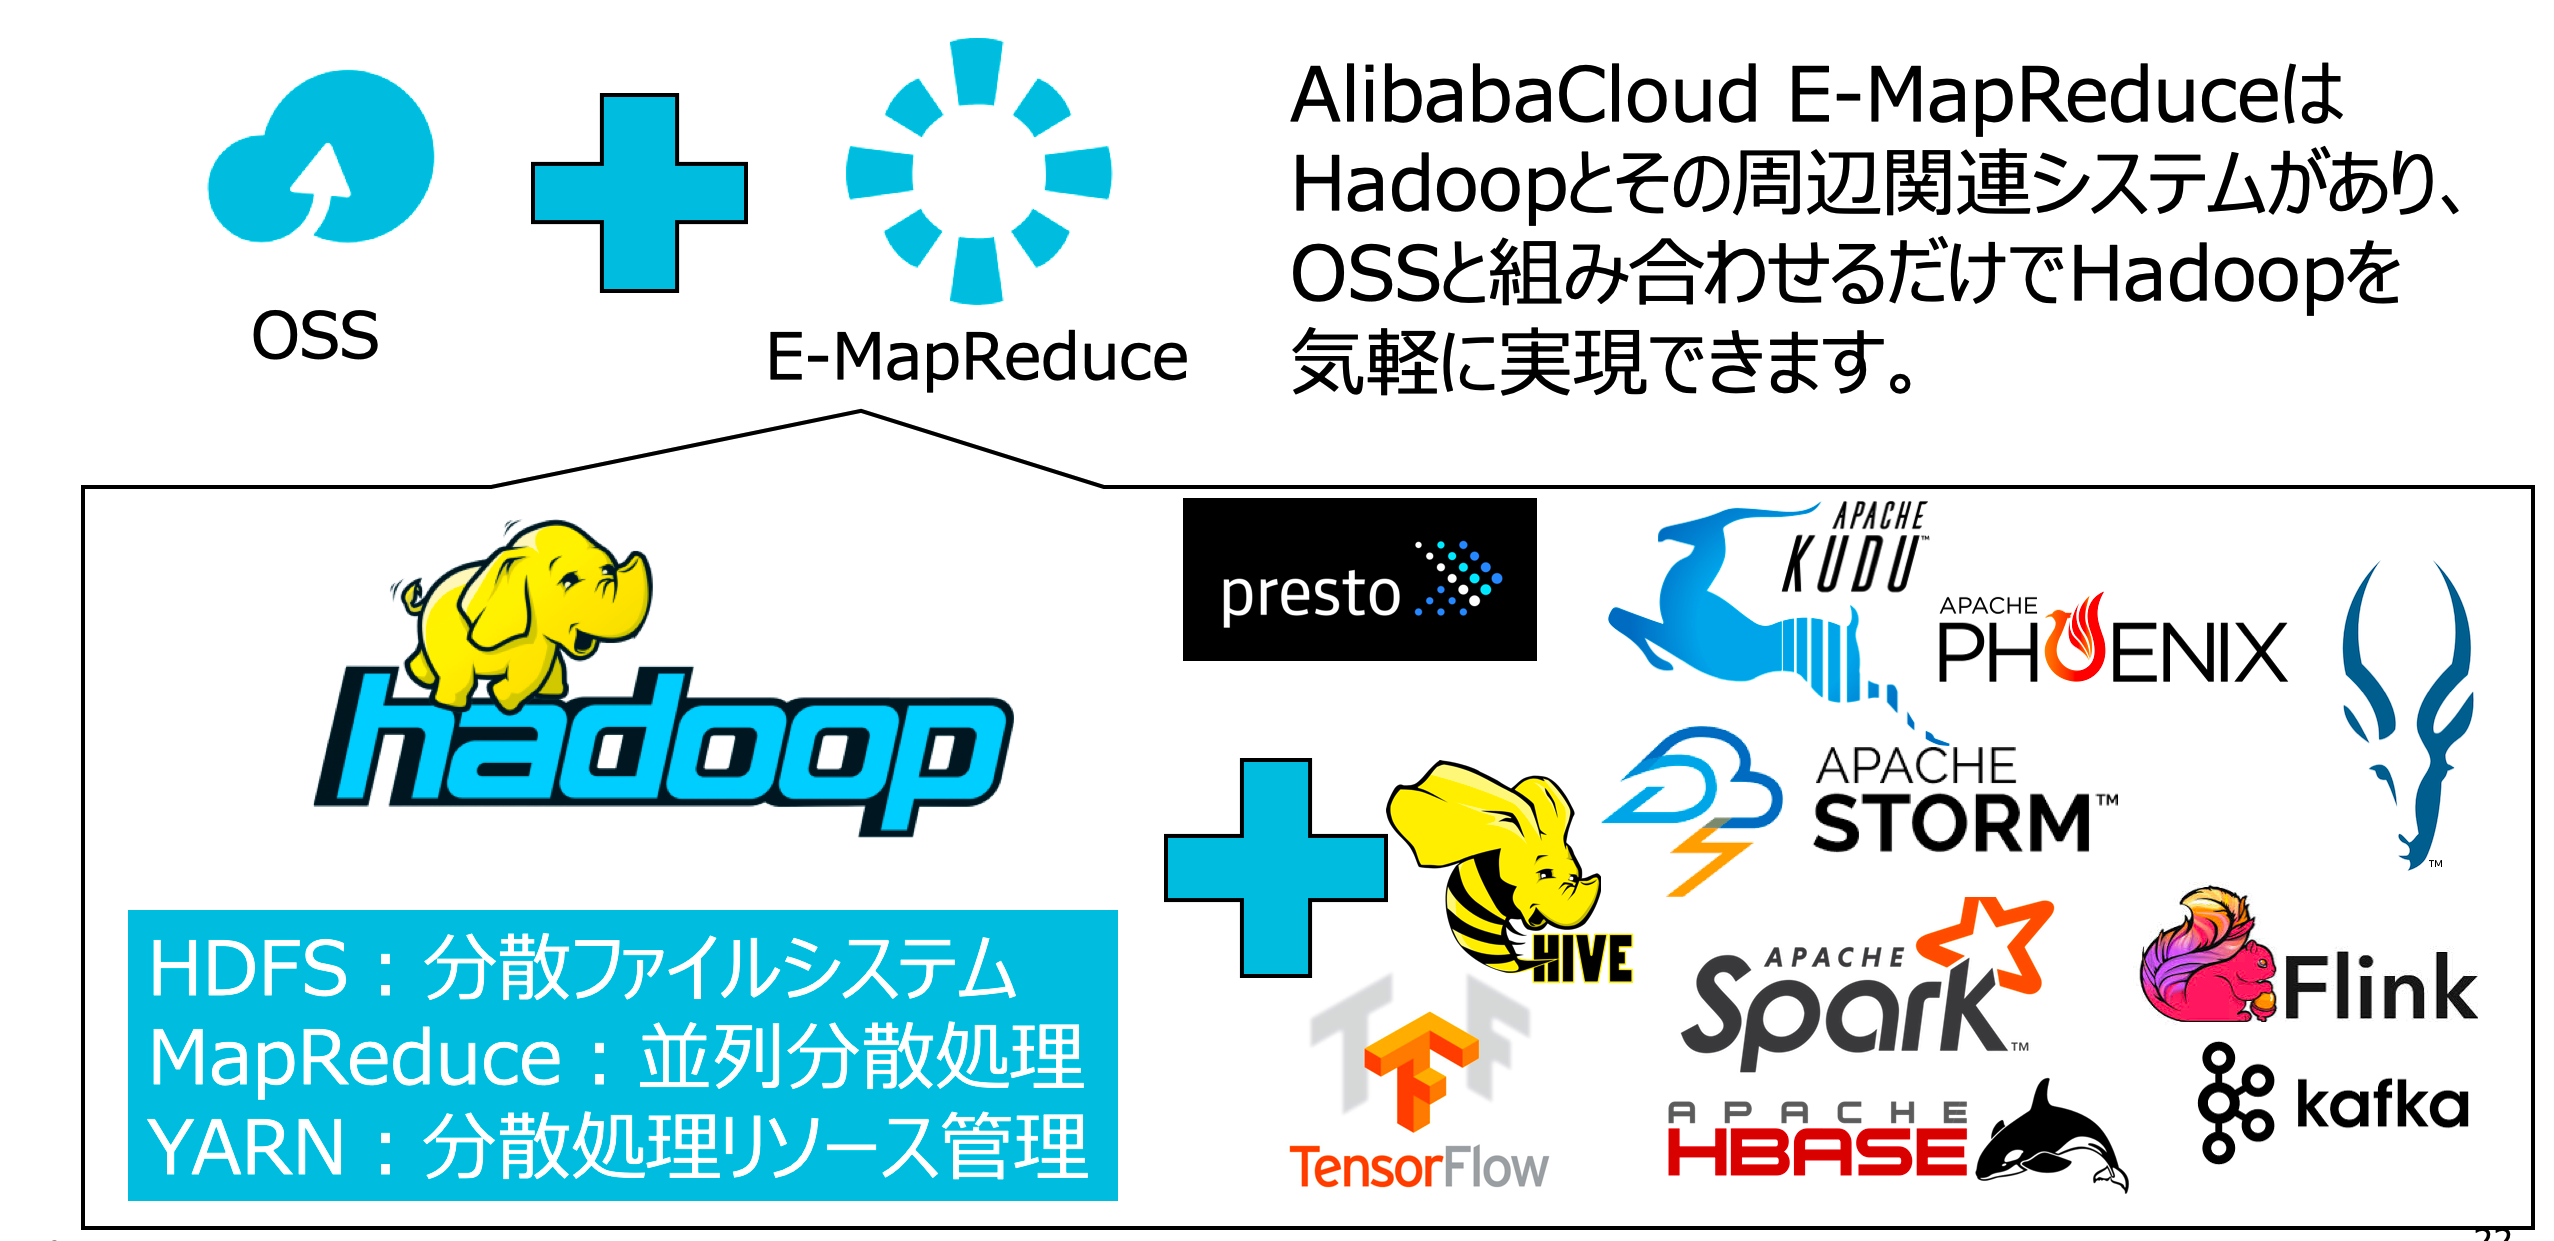 OSS
E-MapReduce
AlibabaCloud E-MapReduceは
Hadoopとその周辺関連システムがあり、
OSSと組み合わせるだけでHadoopを
気軽に実現できます。
hadoop
HDFS：分散ファイルシステム
MapReduce：並列分散処理
YARN：分散処理リソース管理
presto
APACHE
KUDU™
APACHE
PHOENIX
TM
APACHE
STORM™
HIVE
TensorFlow
APACHE
Spark™
Flink
APACHE
HBASE
kafka